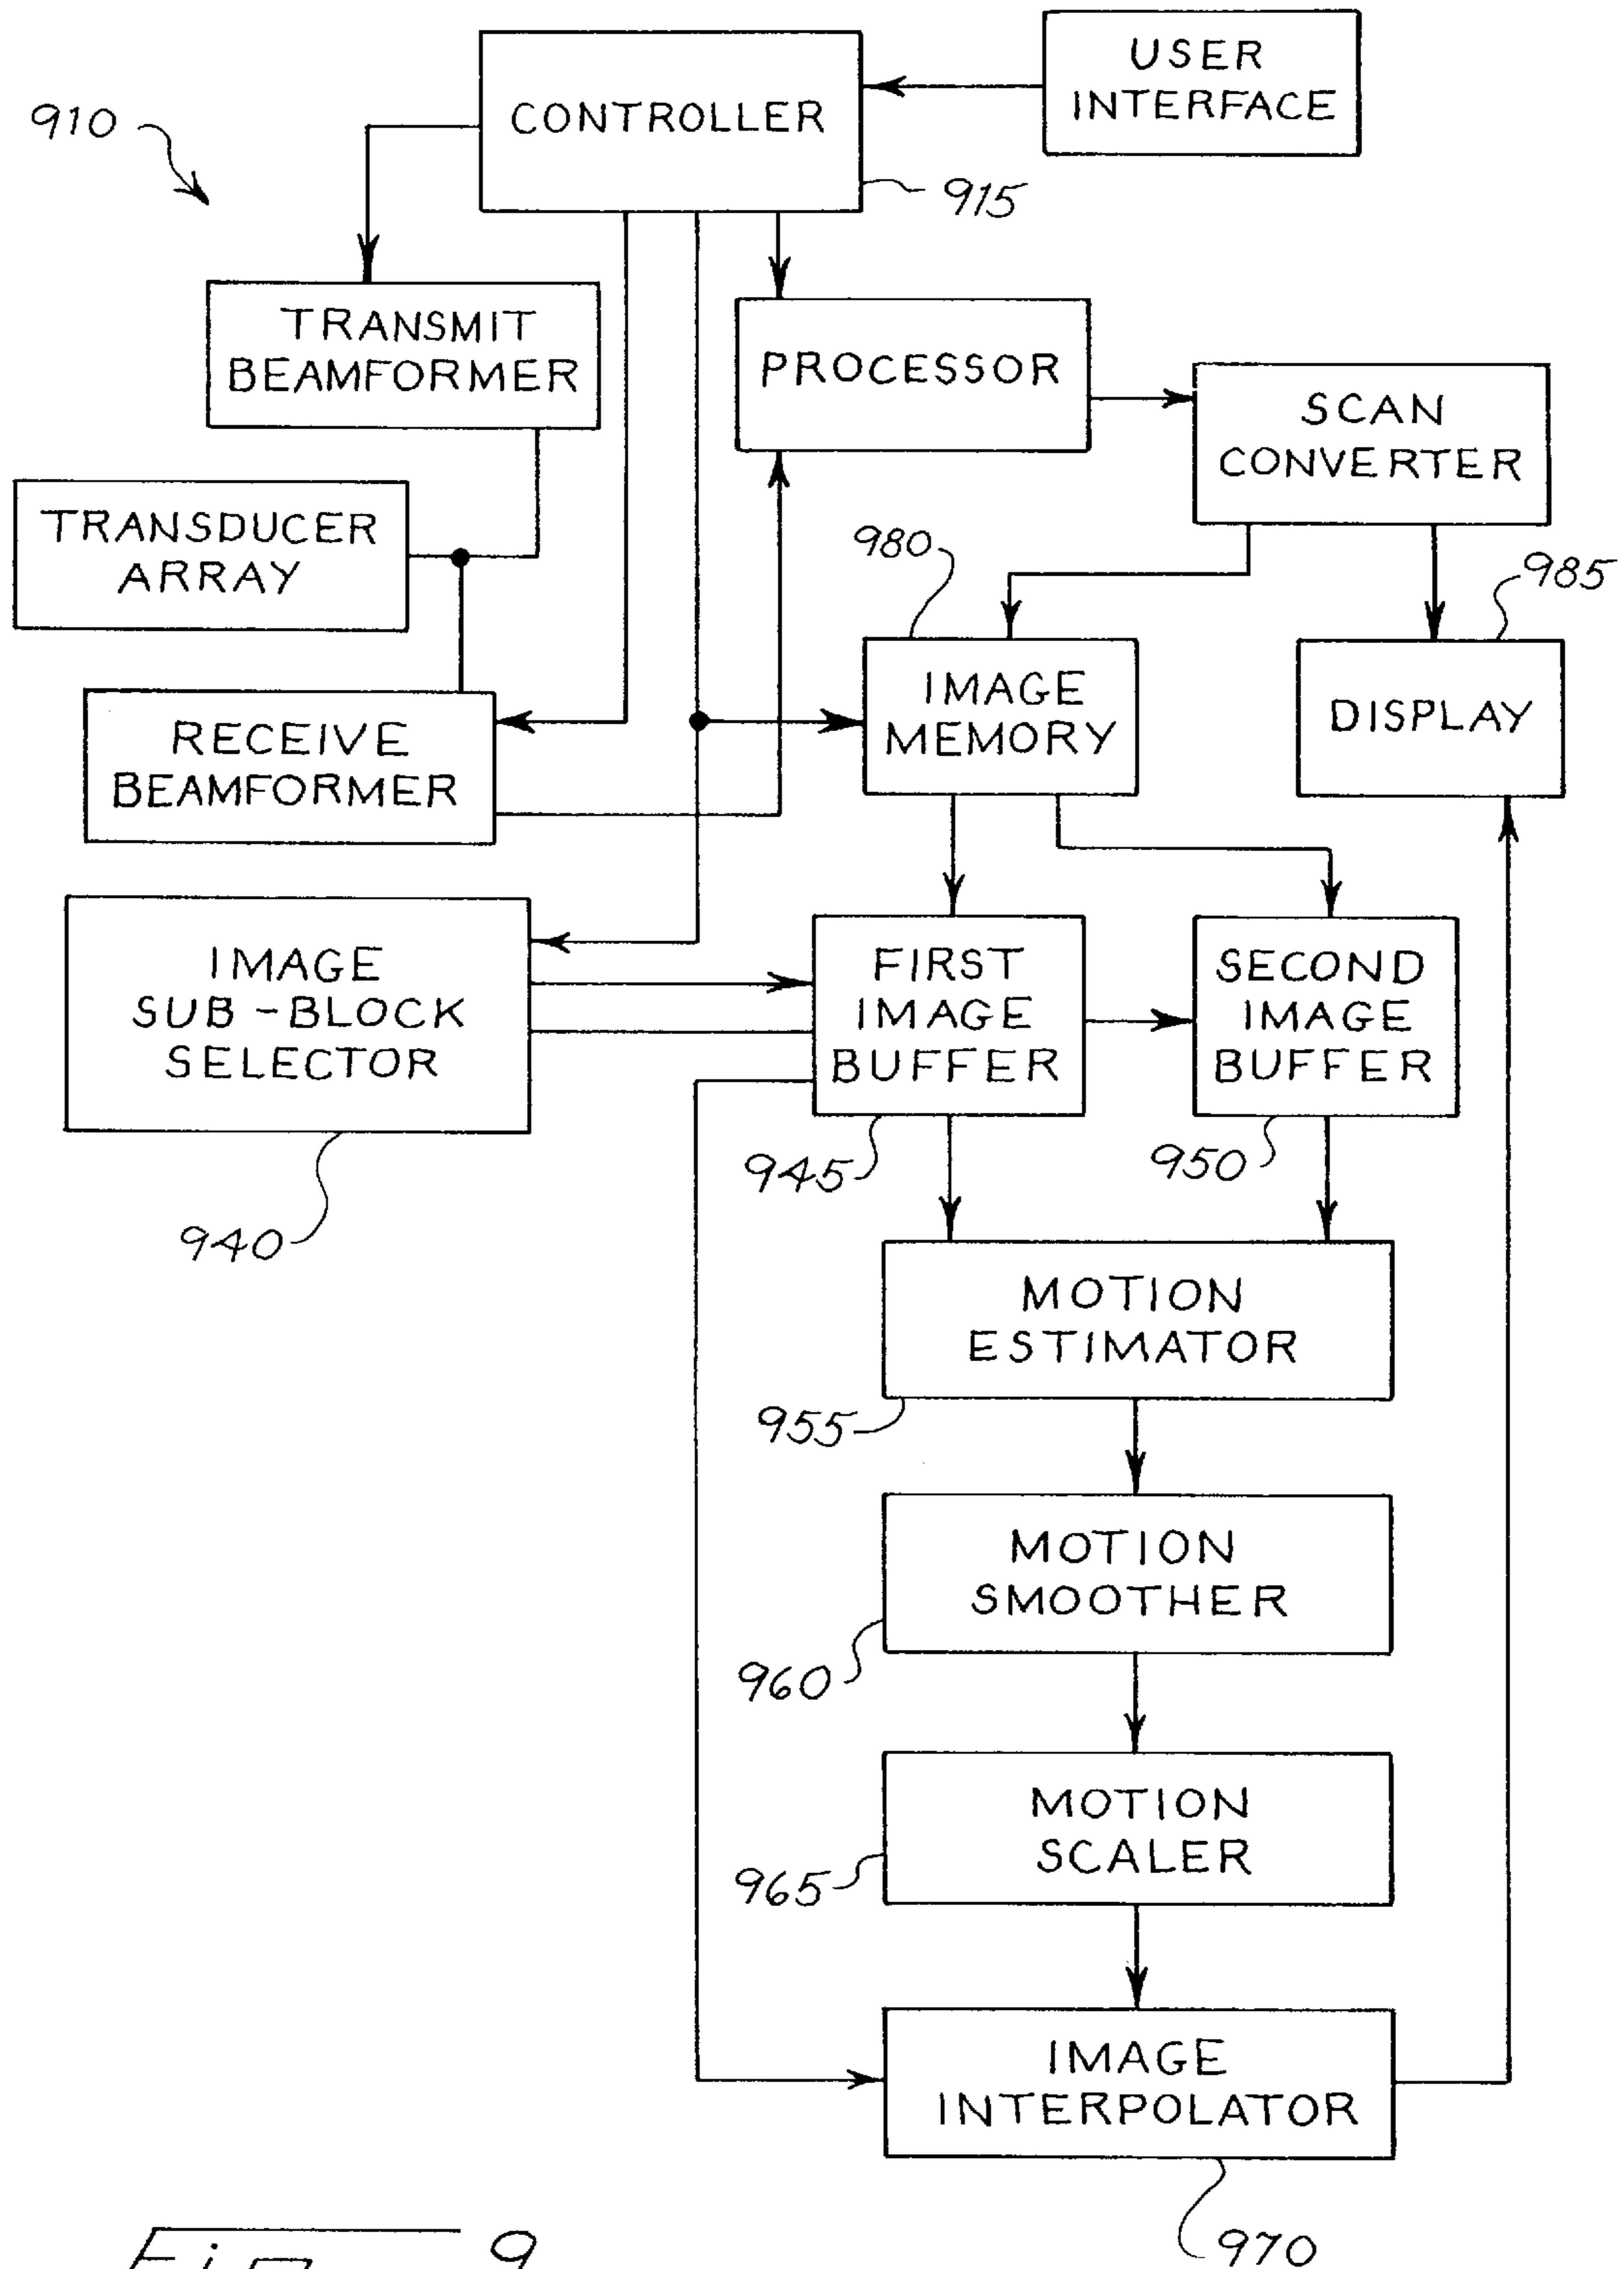 USER
INTERFACE
CONTROLLER
910
915
TRANSMIT
BEAMFORMER
PROCESSOR
SCAN
CONVERTER
TRANSDUCER
ARRAY
980
985
IMAGE
MEMORY
DISPLAY
RECEIVE
BEAMFORMER
IMAGE
SUB-BLOCK
SELECTOR
FIRST
IMAGE
BUFFER
SECOND
IMAGE
BUFFER
945
950
940
MOTION
ESTIMATOR
955
MOTION
SMOOTHER
960
MOTION
SCALER
965
IMAGE
INTERPOLATOR
970
Fig. 9